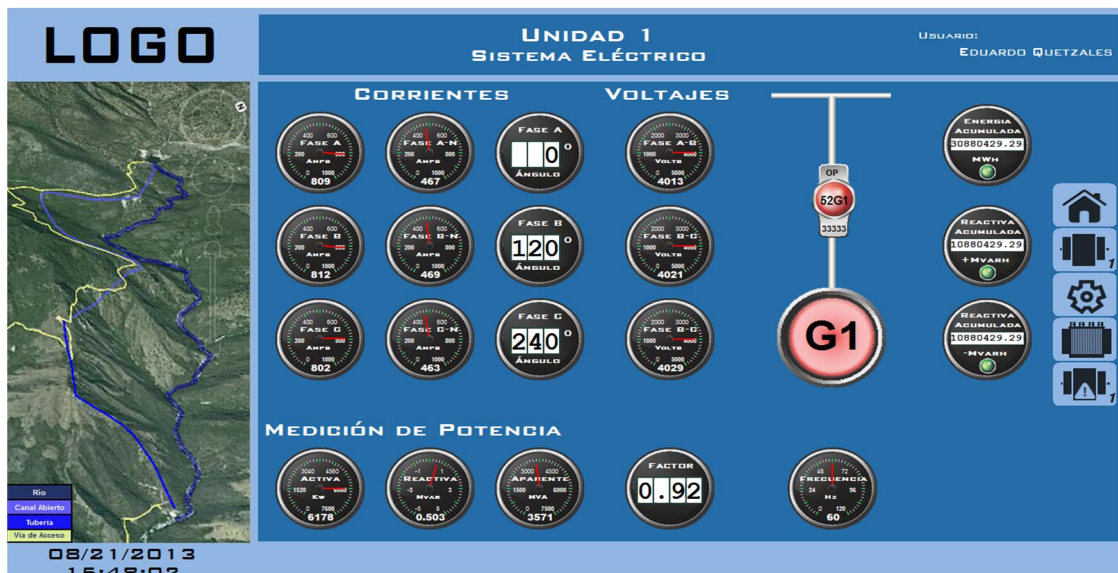 LOGO
UNIDAD 1
SISTEMA ELÉCTRICO
USUARIO:
EDUARDO QUETZALES
CORRIENTES
VOLTAJES
FASE A
AMPS
809
FASE A-N
AMPS
467
FASE A
0°
ÁNGULO
FASE A-B
VOLTS
4013
FASE B
AMPS
812
FASE B-N
AMPS
469
FASE B
120°
ÁNGULO
FASE B-C
VOLTS
4021
FASE C
AMPS
802
FASE C-N
AMPS
463
FASE C
240°
ÁNGULO
FASE B-C
VOLTS
4029
OP
52G1
33333
G1
ENERGIA
ACUMULADA
30880429.29
MWH
REACTIVA
ACUMULADA
10880429.29
+MVARH
REACTIVA
ACUMULADA
10880429.29
-MVARH
1
1
MEDICIÓN DE POTENCIA
ACTIVA
KW
6178
REACTIVA
MVAR
0.503
APARENTE
MVA
3571
FACTOR
0.92
FRECUENCIA
HZ
60
Río
Canal Abierto
Tubería
Vía de Acceso
08/21/2013